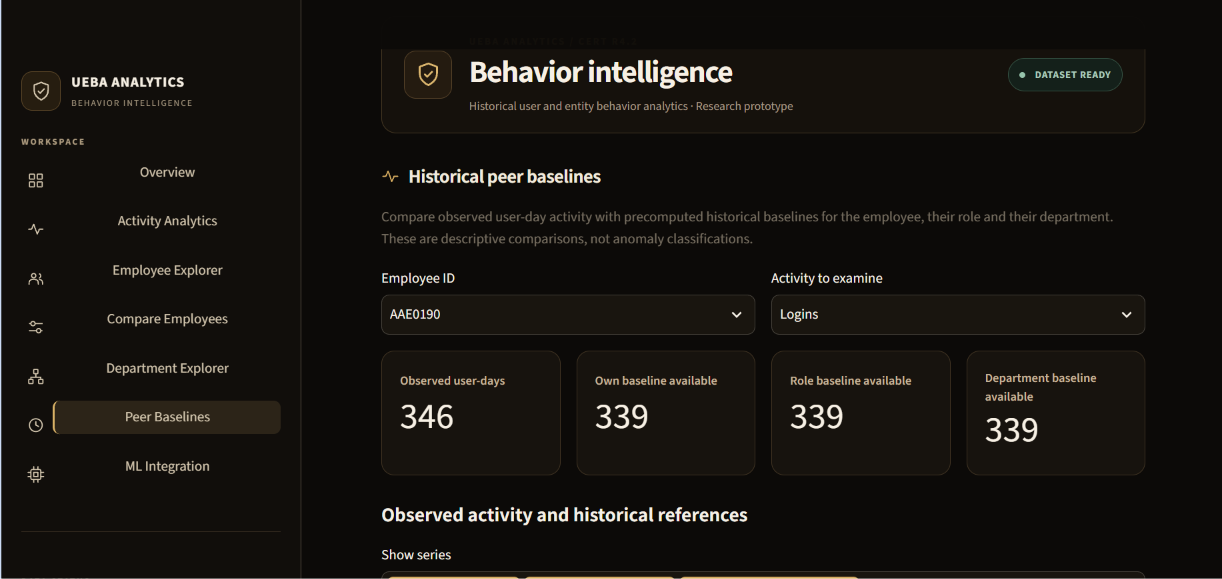 UEBA ANALYTICS
BEHAVIOR INTELLIGENCE
WORKSPACE
Overview
Activity Analytics
Employee Explorer
Compare Employees
Department Explorer
Peer Baselines
ML Integration
Behavior intelligence
Historical user and entity behavior analytics · Research prototype
DATASET READY
Historical peer baselines
Compare observed user-day activity with precomputed historical baselines for the employee, their role and their department.
These are descriptive comparisons, not anomaly classifications.
Employee ID
AAE0190
Activity to examine
Logins
Observed user-days
346
Own baseline available
339
Role baseline available
339
Department baseline
available
339
Observed activity and historical references
Show series